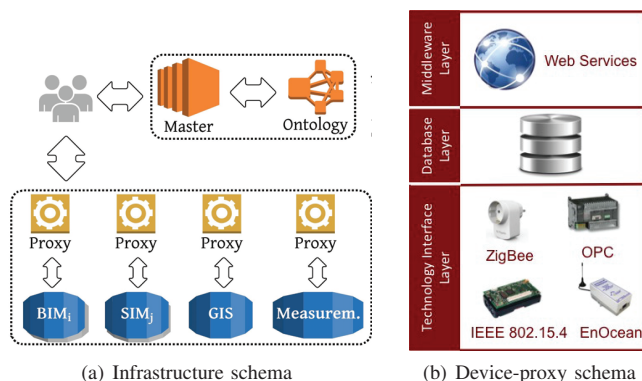 Master
Ontology
Proxy
Proxy
Proxy
Proxy
BIMi
SIMj
GIS
Measurem.
(a) Infrastructure schema
Middleware
Layer
Web Services
Database
Layer
Technology Interface
Layer
ZigBee
OPC
IEEE 802.15.4
EnOcean
(b) Device-proxy schema